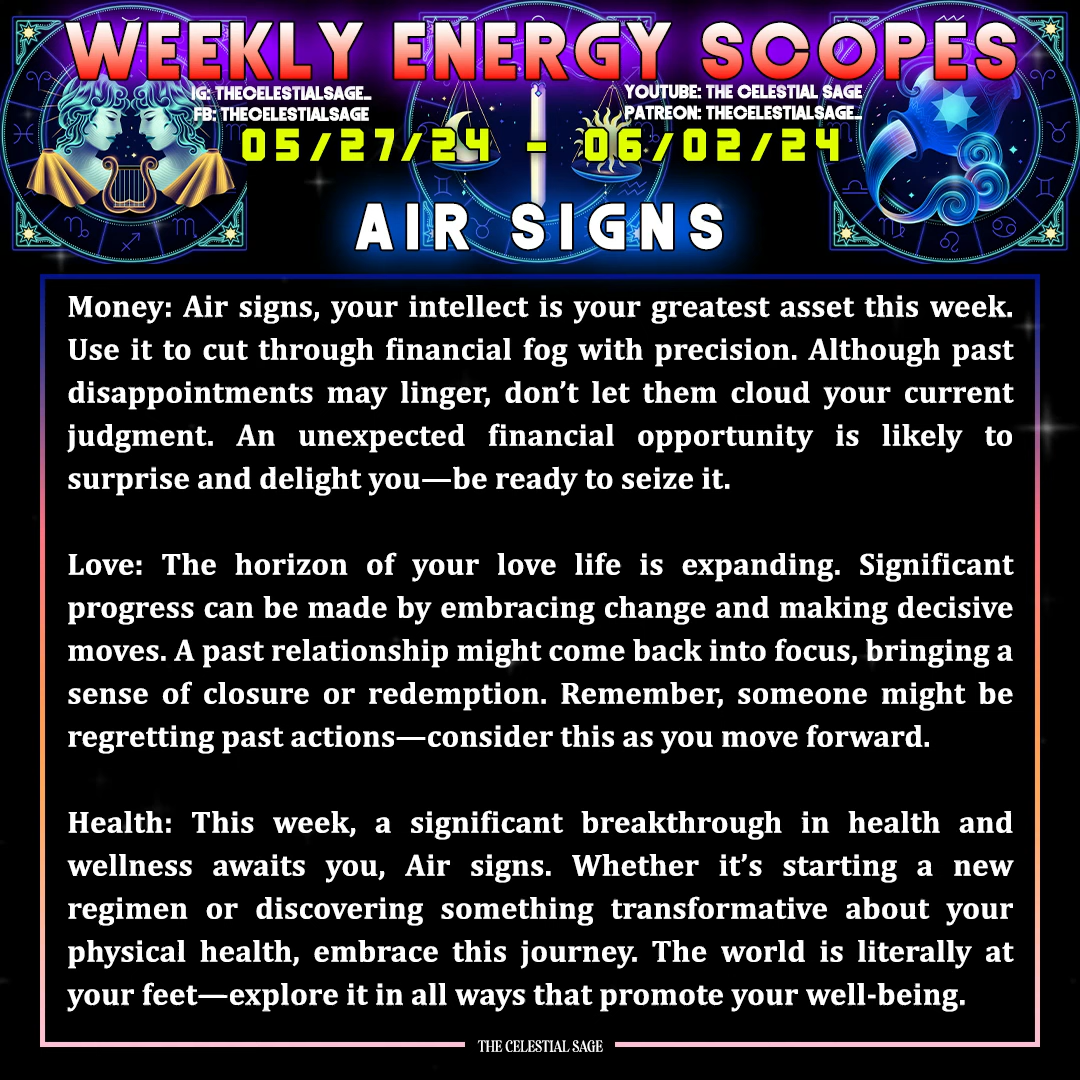 WEEKLY ENERGY SCOPES
IG: THECELESTIALSAGE_
FB: THECELESTIALSAGE
YOUTUBE: THE CELESTIAL SAGE
PATREON: THECELESTIALSAGE_
05/27/24 - 06/02/24
AIR SIGNS
Money: Air signs, your intellect is your greatest asset this week.
Use it to cut through financial fog with precision. Although past
disappointments may linger, don’t let them cloud your current
judgment. An unexpected financial opportunity is likely to
surprise and delight you—be ready to seize it.
Love: The horizon of your love life is expanding. Significant
progress can be made by embracing change and making decisive
moves. A past relationship might come back into focus, bringing a
sense of closure or redemption. Remember, someone might be
regretting past actions—consider this as you move forward.
Health: This week, a significant breakthrough in health and
wellness awaits you, Air signs. Whether it’s starting a new
regimen or discovering something transformative about your
physical health, embrace this journey. The world is literally at
your feet—explore it in all ways that promote your well-being.
THE CELESTIAL SAGE